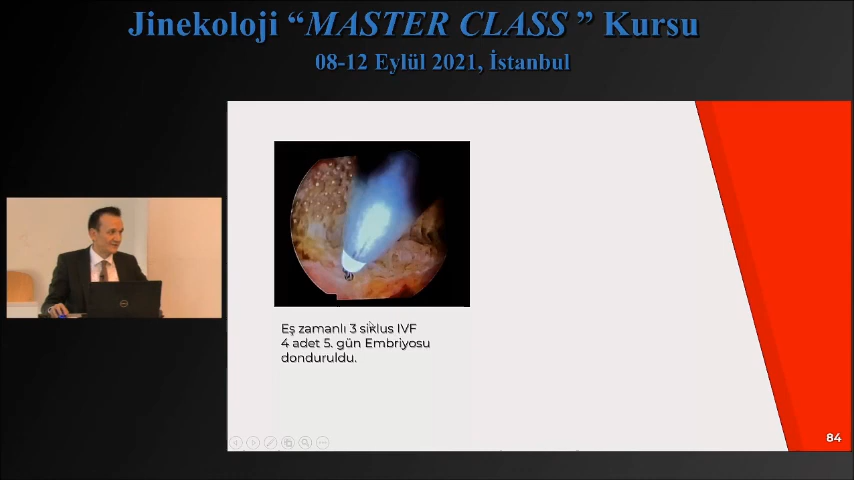 Jinekoloji “MASTER CLASS ” Kursu
08-12 Eylül 2021, İstanbul
Eş zamanlı 3 siklus IVF
4 adet 5. gün Embriyosu
donduruldu.
84